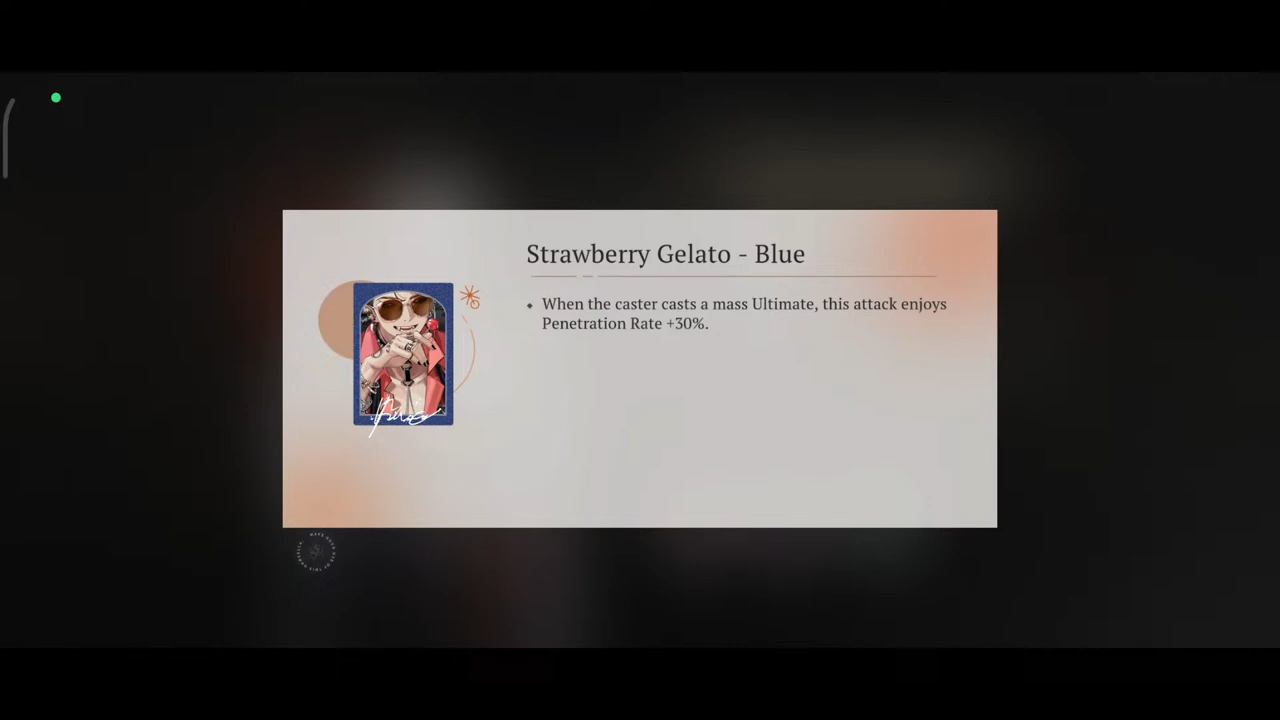 Strawberry Gelato - Blue
When the caster casts a mass Ultimate, this attack enjoys
Penetration Rate +30%.